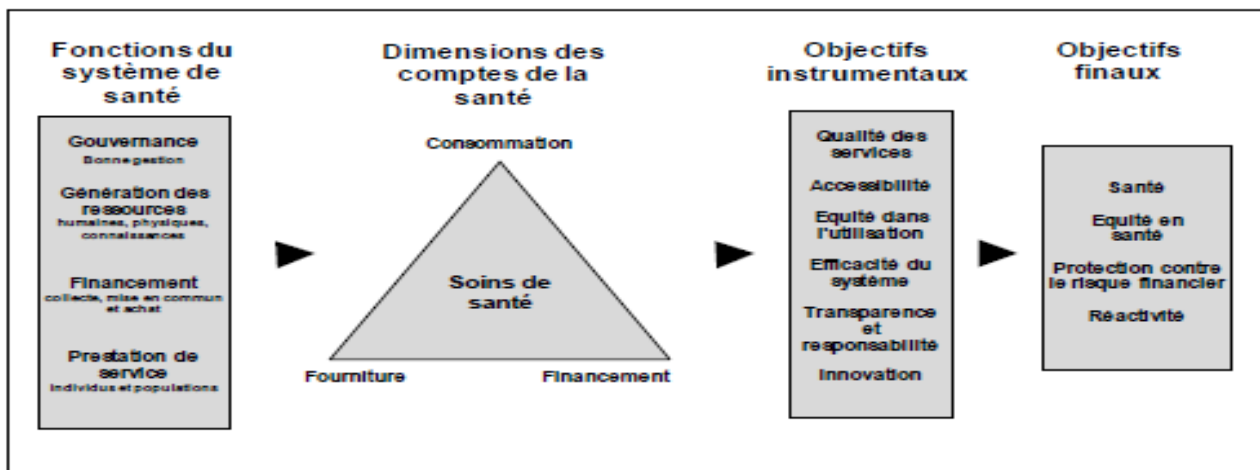 Fonctions du
système de
santé
Gouvernance
Bonne gestion
Génération des
ressources
humaines, physiques,
connaissances
Financement
collecte, mise en commun
et achat
Prestation de
service
individus et populations
Dimensions des
comptes de la
santé
Consommation
Soins de
santé
Fourniture
Financement
Objectifs
instrumentaux
Qualité des
services
Accessibilité
Equité dans
l'utilisation
Efficacité du
système
Transparence
et
responsabilité
Innovation
Objectifs
finaux
Santé
Equité en
santé
Protection contre
le risque financier
Réactivité